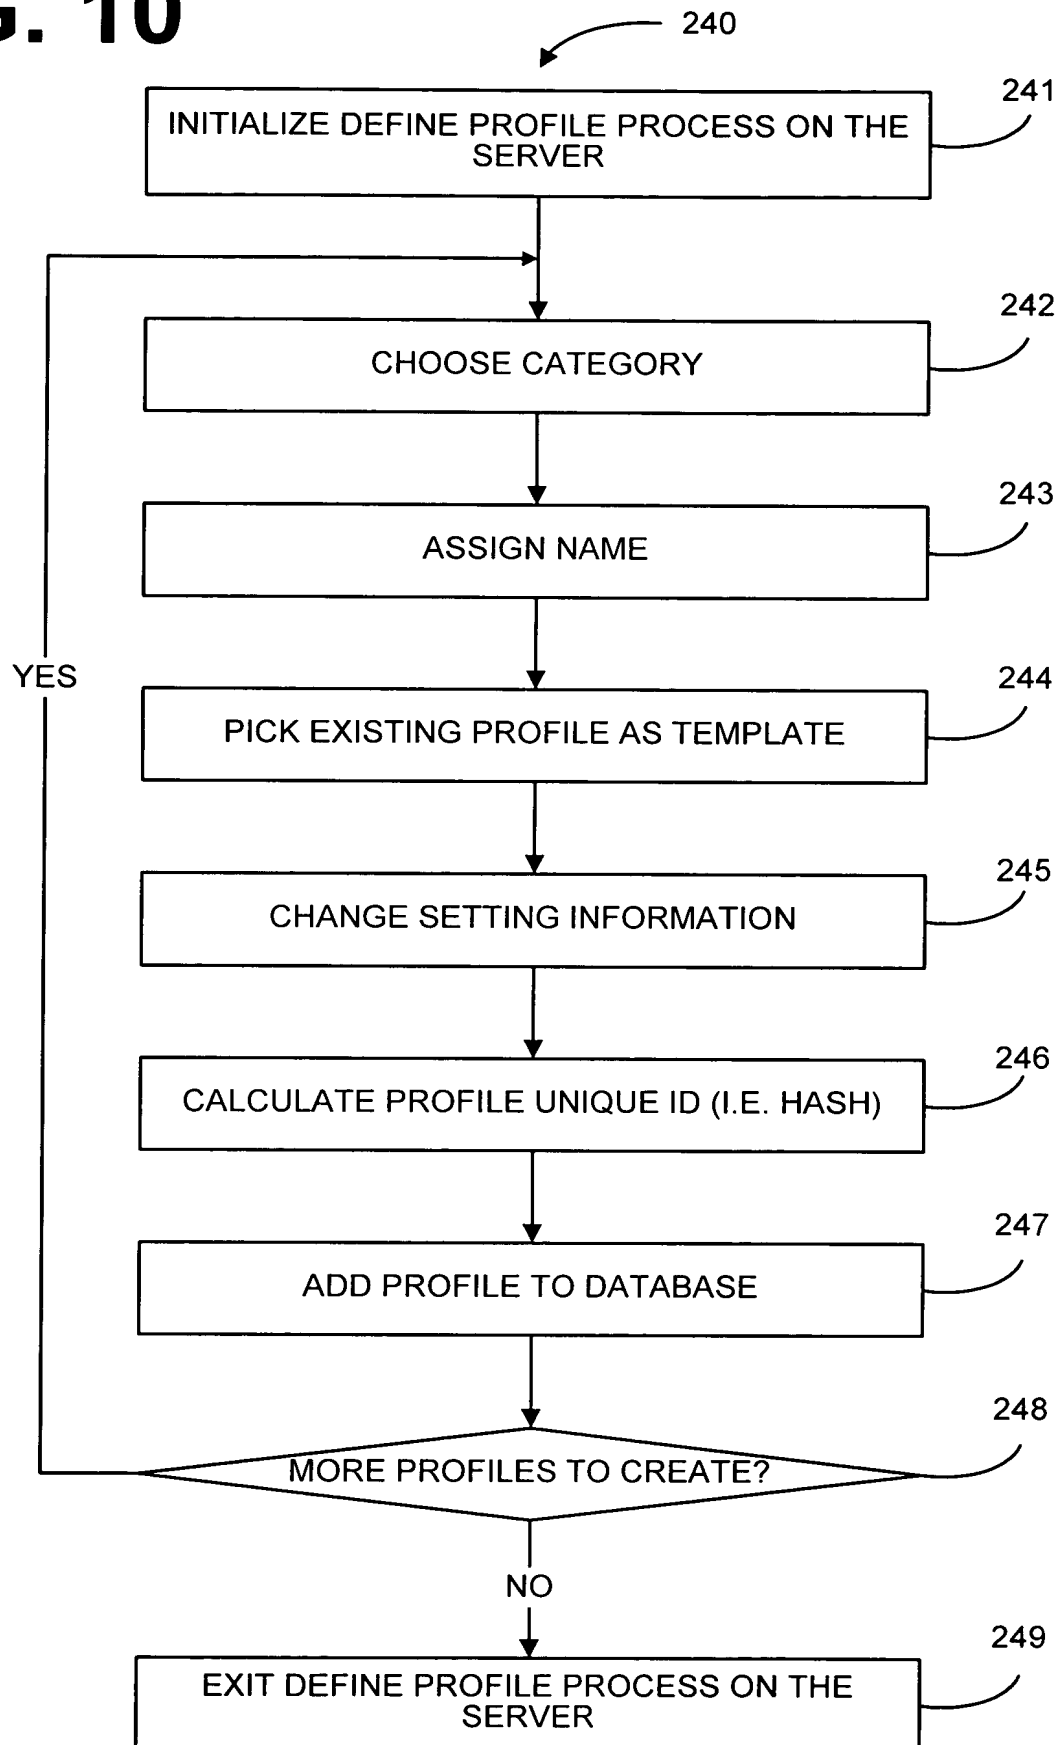 G. 10
240
241
INITIALIZE DEFINE PROFILE PROCESS ON THE
SERVER
242
CHOOSE CATEGORY
243
ASSIGN NAME
YES
244
PICK EXISTING PROFILE AS TEMPLATE
245
CHANGE SETTING INFORMATION
246
CALCULATE PROFILE UNIQUE ID (I.E. HASH)
247
ADD PROFILE TO DATABASE
248
MORE PROFILES TO CREATE?
NO
249
EXIT DEFINE PROFILE PROCESS ON THE
SERVER